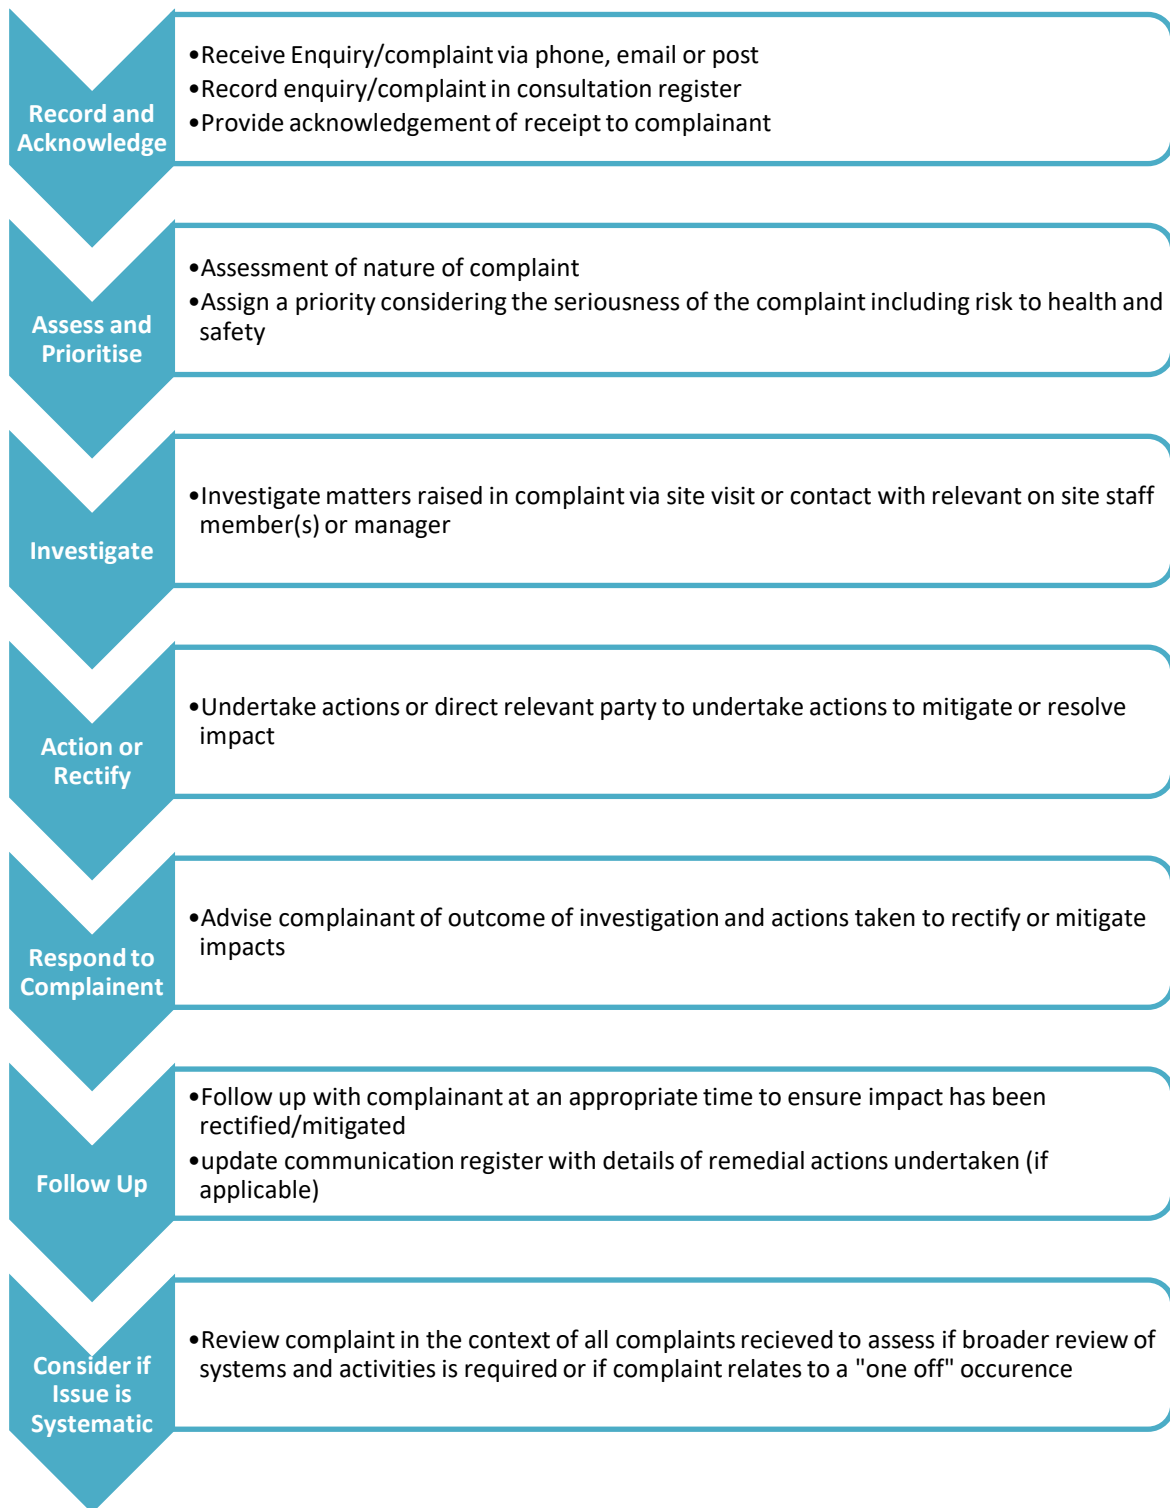 •Receive Enquiry/complaint via phone, email or post
•Record enquiry/complaint in consultation register
•Provide acknowledgement of receipt to complainant
Record and
Acknowledge
•Assessment of nature of complaint
•Assign a priority considering the seriousness of the complaint including risk to health and
safety
Assess and
Prioritise
•Investigate matters raised in complaint via site visit or contact with relevant on site staff
member(s) or manager
Investigate
•Undertake actions or direct relevant party to undertake actions to mitigate or resolve
impact
Action or
Rectify
•Advise complainant of outcome of investigation and actions taken to rectify or mitigate
impacts
Respond to
Complainent
•Follow up with complainant at an appropriate time to ensure impact has been
rectified/mitigated
•update communication register with details of remedial actions undertaken (if
applicable)
Follow Up
•Review complaint in the context of all complaints recieved to assess if broader review of
systems and activities is required or if complaint relates to a "one off" occurence
Consider if
Issue is
Systematic